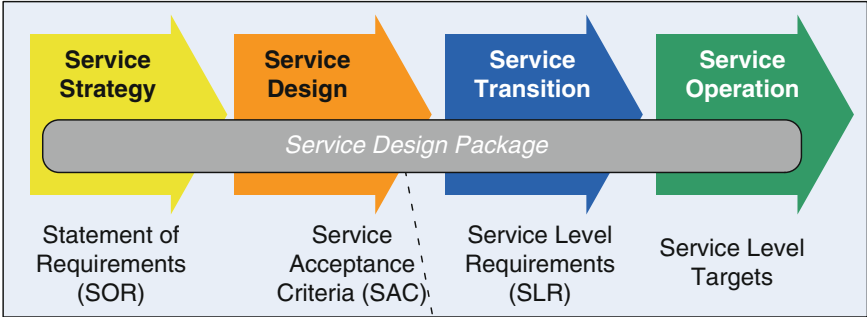 Service
Strategy
Service
Design
Service
Transition
Service
Operation
Service Design Package
Statement of
Requirements
(SOR)
Service
Acceptance
Criteria (SAC)
Service Level
Requirements
(SLR)
Service Level
Targets